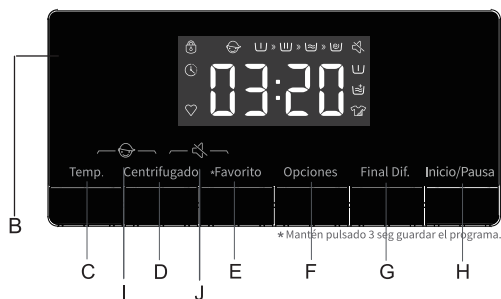 03:20
Temp. Centrifugado *Favorito Opciones Final Dif. Inicio/Pausa
*Mantén pulsado 3 seg guardar el programa.
B
C D E F G H
I J